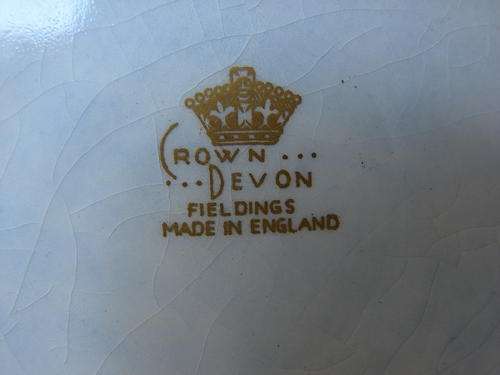 CROWN ...
...DEVON
FIELDINGS
MADE IN ENGLAND